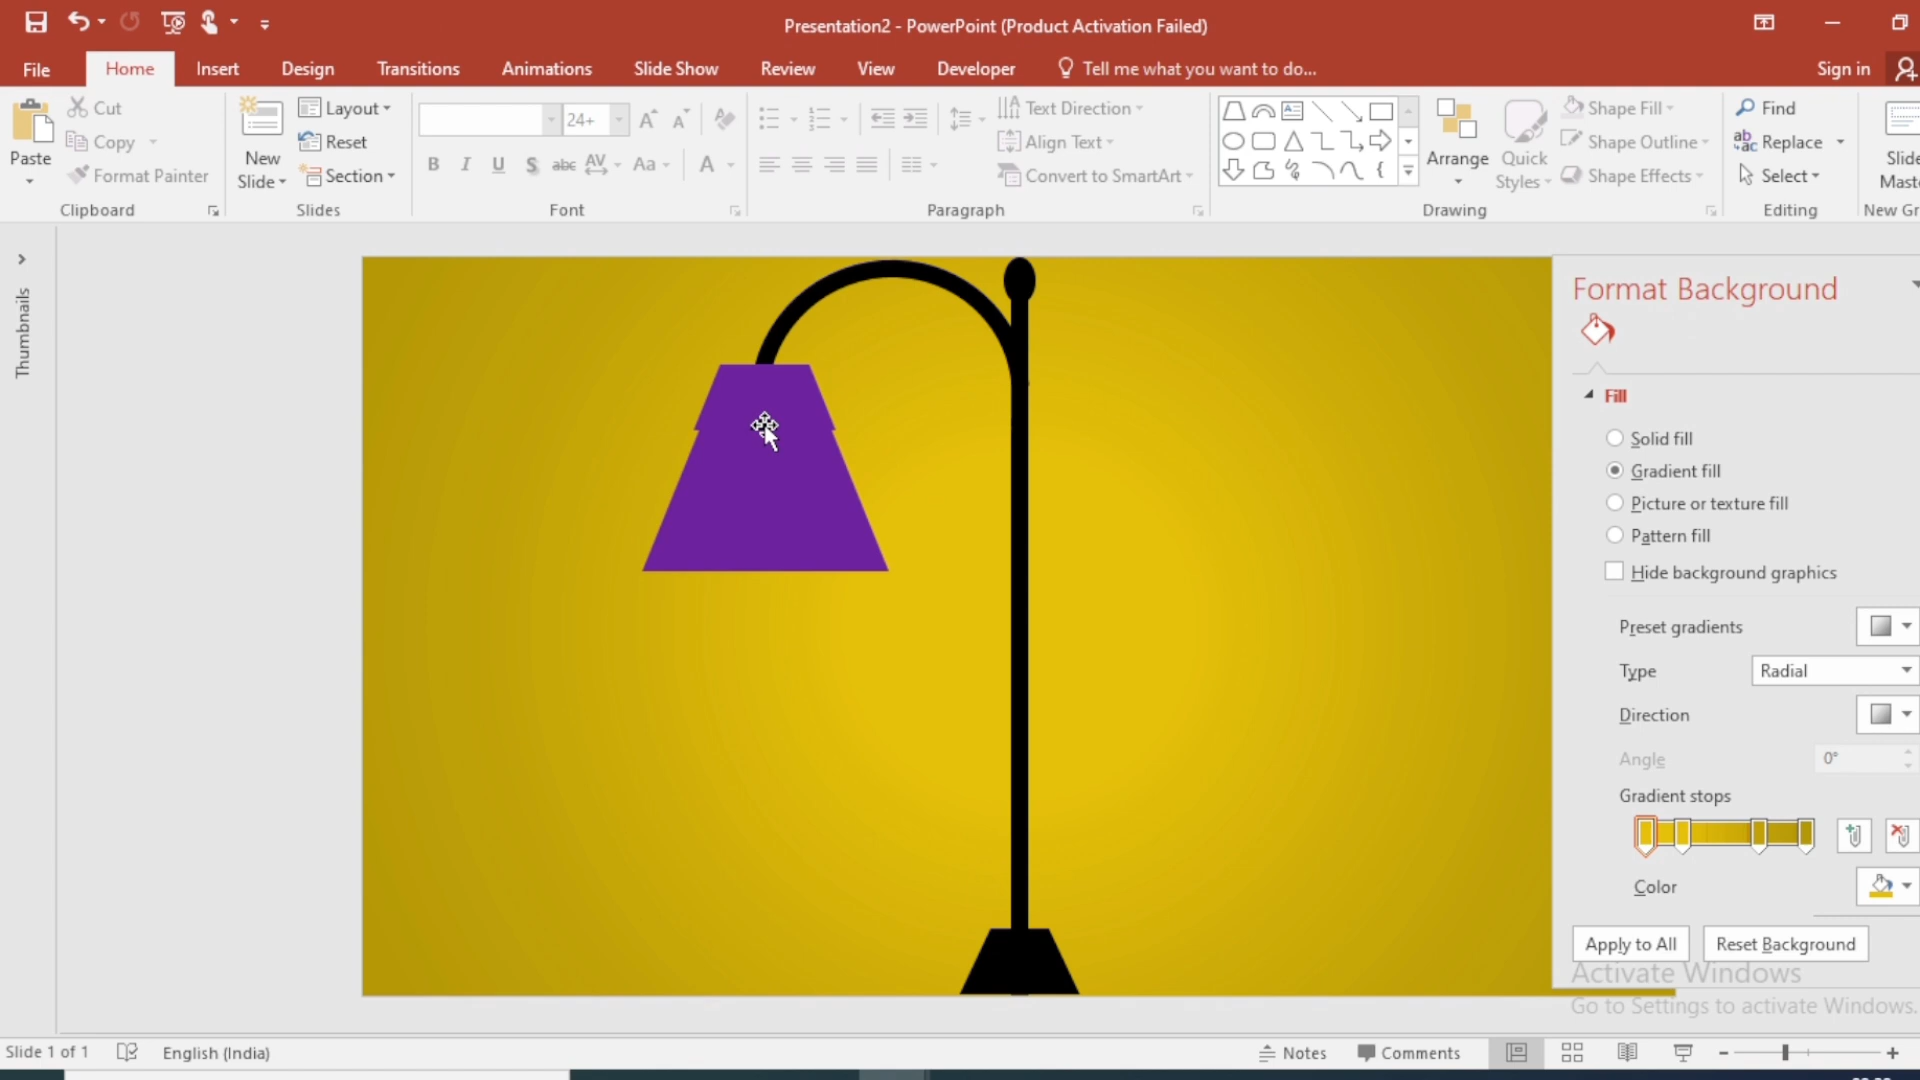 Presentation2 - PowerPoint (Product Activation Failed)
File Home Insert Design Transitions Animations Slide Show Review View Developer Tell me what you want to do... Sign in
Paste
Cut
Copy
Format Painter
Clipboard
New
Slide
Layout
Reset
Section
Slides
24+
B I U S abc AV Aa A
Font
Text Direction
Align Text
Convert to SmartArt
Paragraph
Arrange
Quick
Styles
Shape Fill
Shape Outline
Shape Effects
Drawing
Find
Replace
Select
Editing
Slide
Mast
New Gr
Thumbnails
Format Background
Fill
Solid fill
Gradient fill
Picture or texture fill
Pattern fill
Hide background graphics
Preset gradients
Type Radial
Direction
Angle 0°
Gradient stops
Color
Apply to All Reset Background
Activate Windows
Go to Settings to activate Windows.
Slide 1 of 1 English (India) Notes Comments